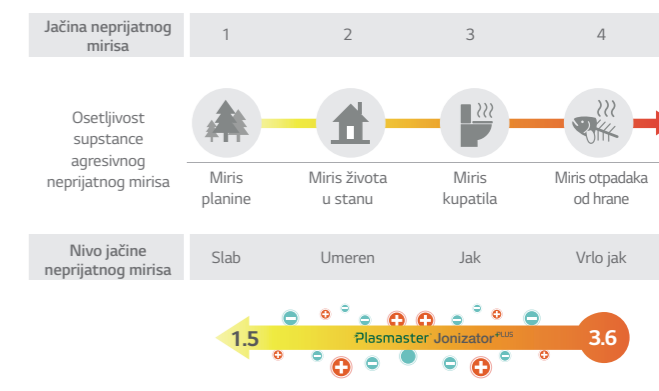 Jačina neprijatnog
mirisa
1 2 3 4
Osetljivost
supstance
agresivnog
neprijatnog mirisa
Miris
planine
Miris života
u stanu
Miris
kupatila
Miris otpadaka
od hrane
Nivo jačine
neprijatnog mirisa
Slab Umeren Jak Vrlo jak
1.5 Plasmaster Jonizator PLUS 3.6